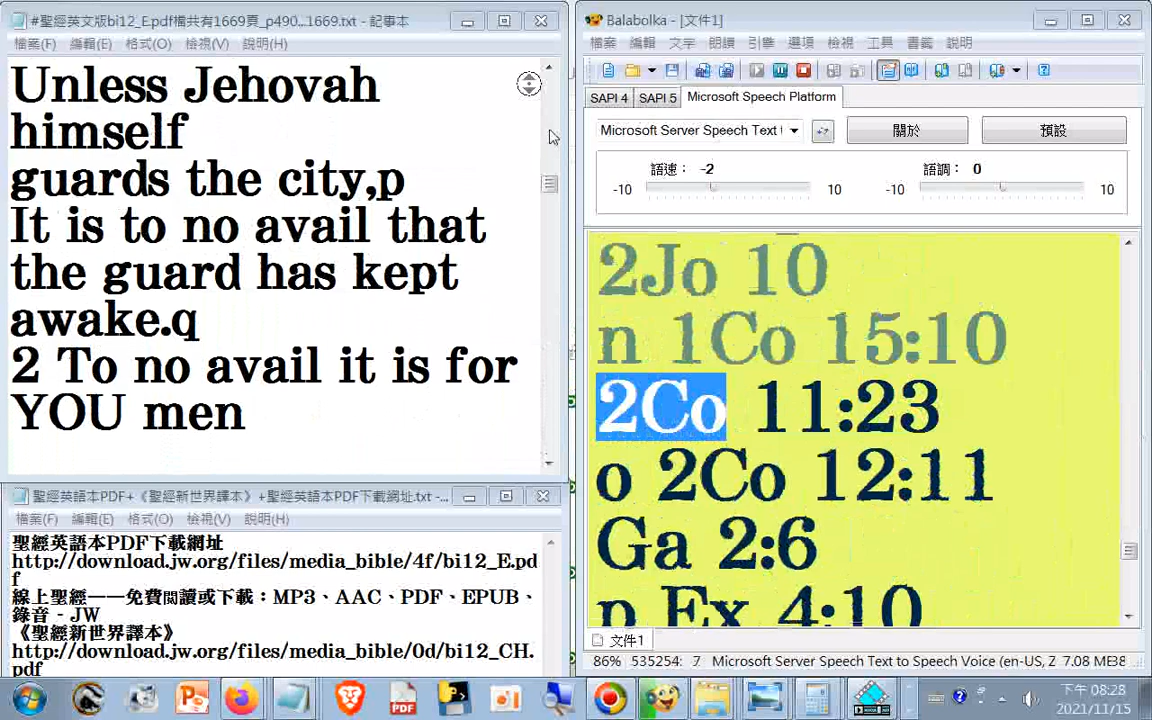 #聖經英文版bi12_E.pdf檔共有1669頁_p490...1669.txt - 記事本
檔案(F) 編輯(E) 格式(O) 檢視(V) 說明(H)
Unless Jehovah
himself
guards the city,p
It is to no avail that
the guard has kept
awake.q
2 To no avail it is for
YOU men
聖經英語本PDF+《聖經新世界譯本》+聖經英語本PDF下載網址.txt -...
檔案(F) 編輯(E) 格式(O) 檢視(V) 說明(H)
聖經英語本PDF下載網址
http://download.jw.org/files/media_bible/4f/bi12_E.pd
f
線上聖經——免費閱讀或下載：MP3、AAC、PDF、EPUB、
錄音 - JW
《聖經新世界譯本》
http://download.jw.org/files/media_bible/0d/bi12_CH.
pdf
Balabolka - [文件1]
檔案 編輯 文字 朗讀 引擎 選項 檢視 工具 書籤 說明
SAPI 4 SAPI 5 Microsoft Speech Platform
Microsoft Server Speech Text 關於 預設
語速： -2 語調： 0
-10 10 -10 10
2Jo 10
n 1Co 15:10
2Co 11:23
o 2Co 12:11
Ga 2:6
p Ex 4:10
文件1
86% 535254: 7 Microsoft Server Speech Text to Speech Voice (en-US, Z 7.08 MB
下午 08:28
2021/11/15